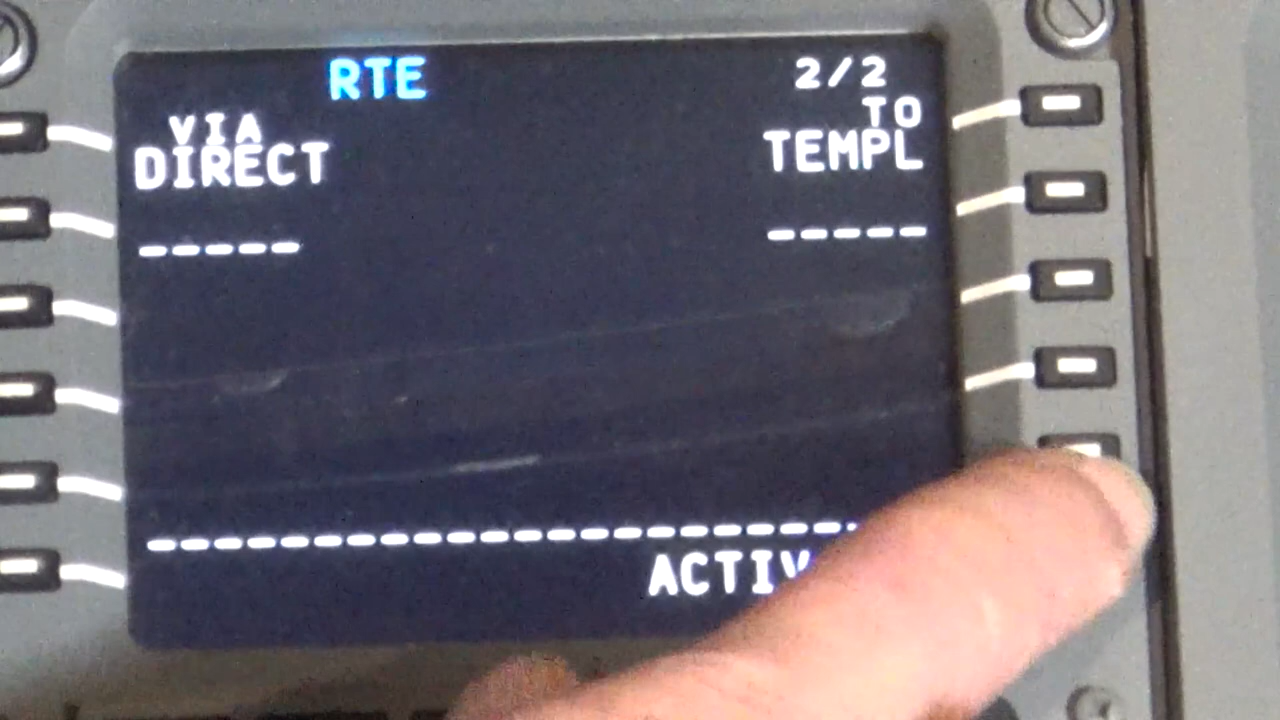 RTE 2/2
VIA TO
DIRECT TEMPL
----- -----
----------------------
ACTIV